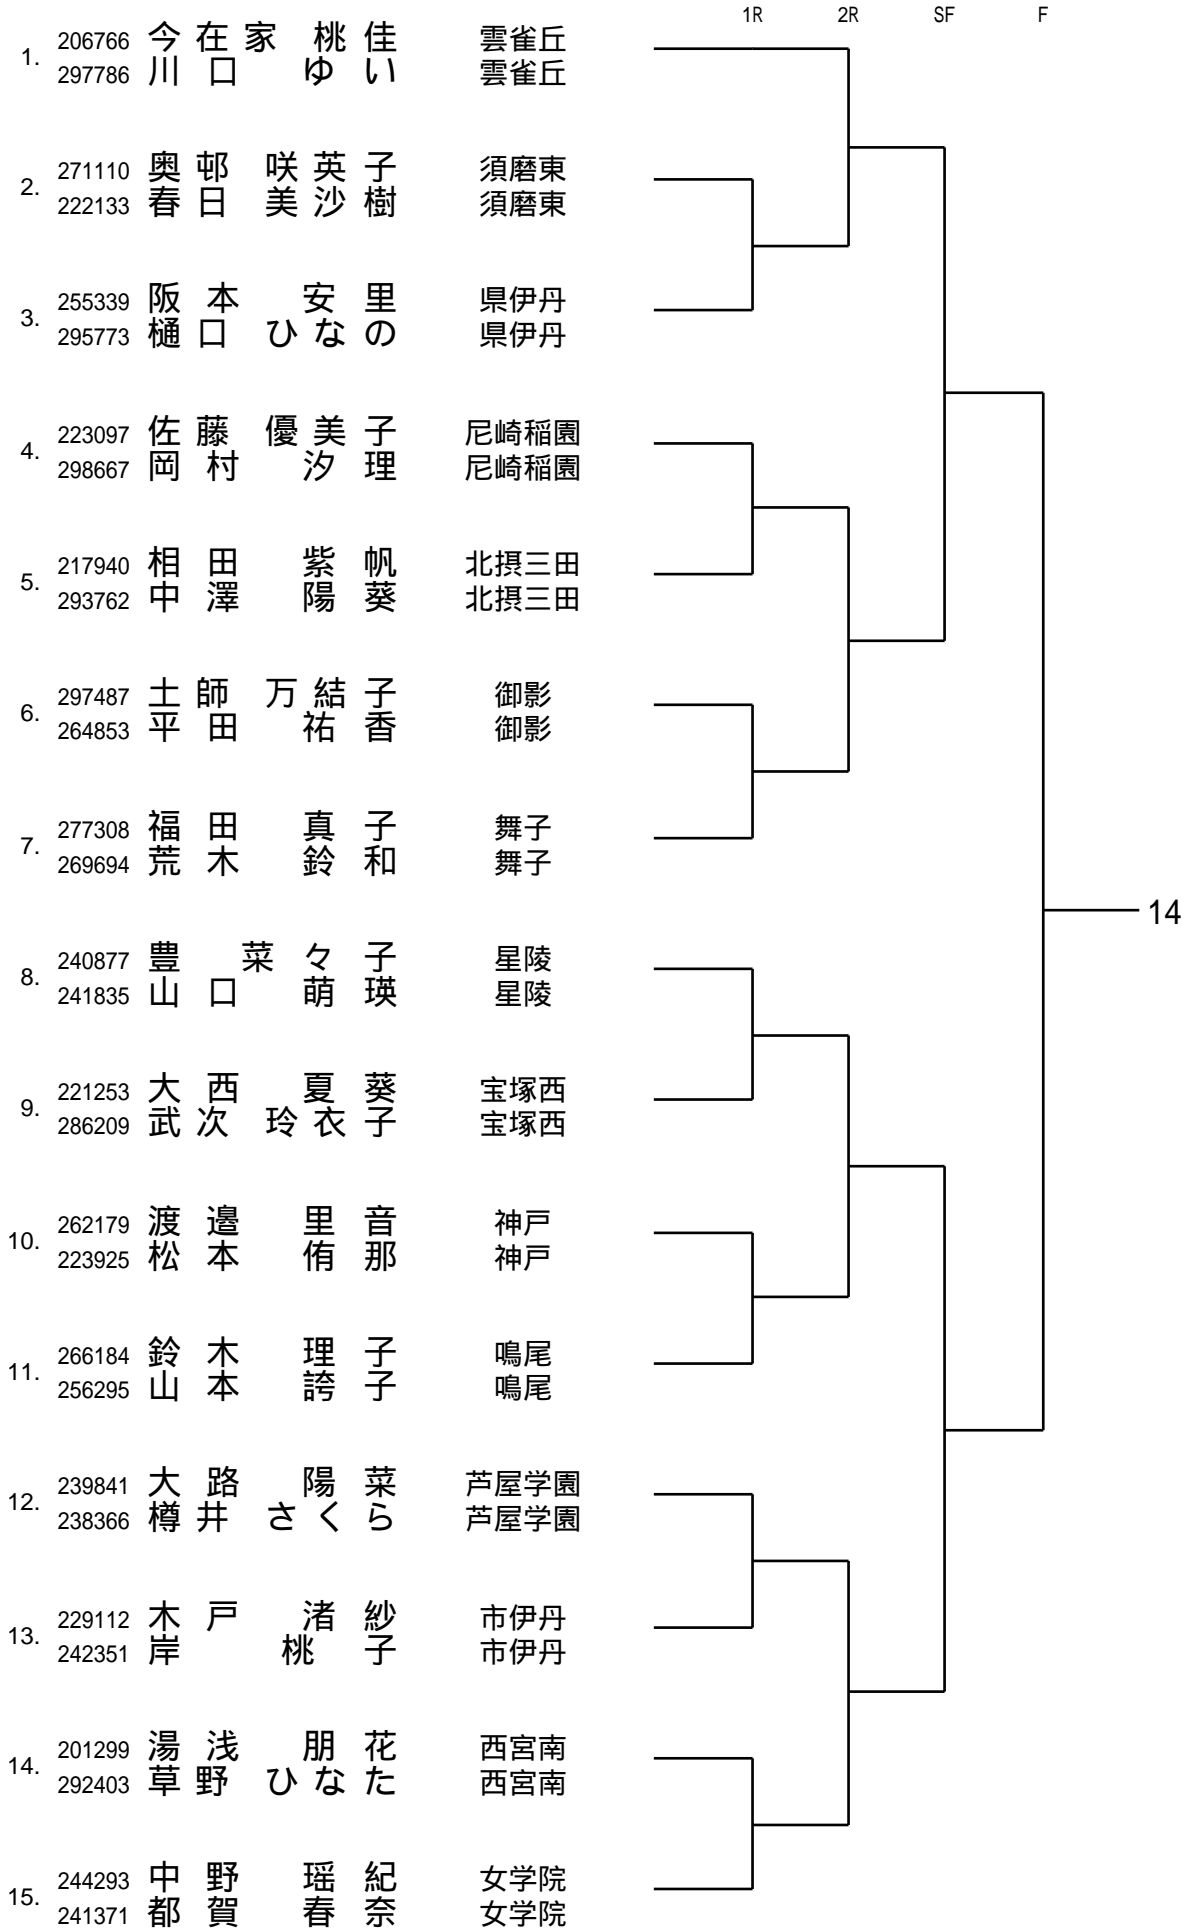 1R 2R SF F
1. 206766 今在家 桃佳 雲雀丘
297786 川口 ゆい 雲雀丘
2. 271110 奥邨 咲英子 須磨東
222133 春日 美沙樹 須磨東
3. 255339 阪本 安里 県伊丹
295773 樋口 ひなの 県伊丹
4. 223097 佐藤 優美子 尼崎稲園
298667 岡村 汐理 尼崎稲園
5. 217940 相田 紫帆 北摂三田
293762 中澤 陽葵 北摂三田
6. 297487 土師 万結子 御影
264853 平田 祐香 御影
7. 277308 福田 真子 舞子
269694 荒木 鈴和 舞子
14
8. 240877 豊 菜々子 星陵
241835 山口 萌瑛 星陵
9. 221253 大西 夏葵 宝塚西
286209 武次 玲衣子 宝塚西
10. 262179 渡邉 里音 神戸
223925 松本 侑那 神戸
11. 266184 鈴木 理子 鳴尾
256295 山本 誇子 鳴尾
12. 239841 大路 陽菜 芦屋学園
238366 樽井 さくら 芦屋学園
13. 229112 木戸 渚紗 市伊丹
242351 岸 桃子 市伊丹
14. 201299 湯浅 朋花 西宮南
292403 草野 ひなた 西宮南
15. 244293 中野 瑶紀 女学院
241371 都賀 春奈 女学院